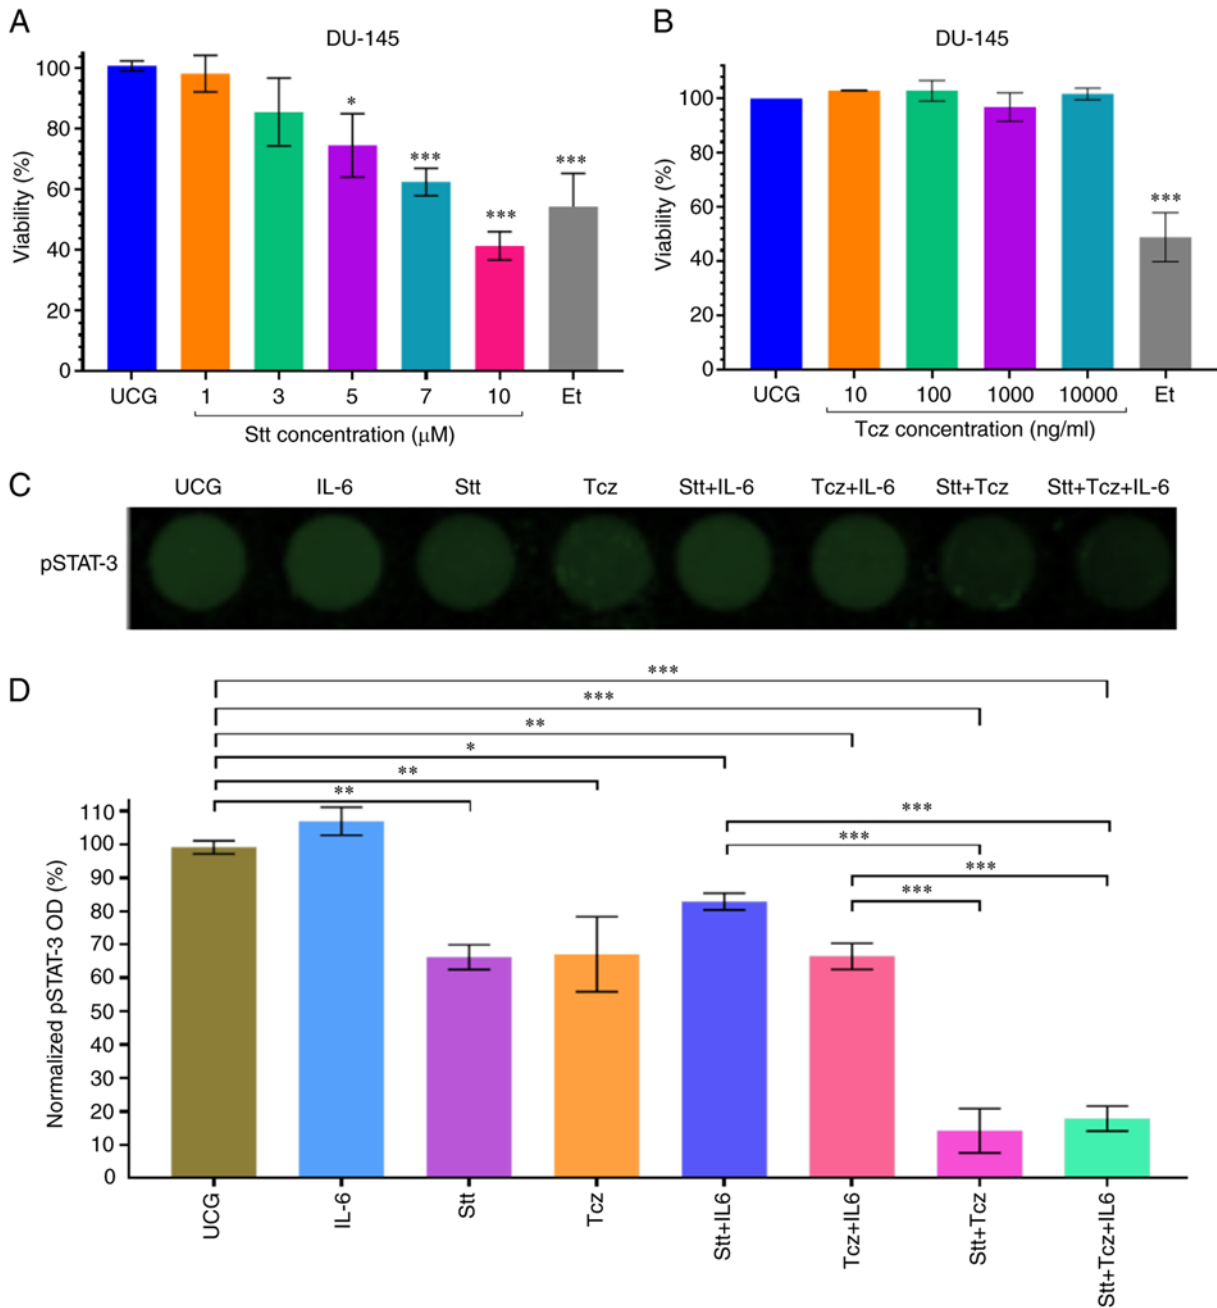 A
DU-145
Viability (%)
100
80
60
40
20
0
*
***
***
***
UCG 1 3 5 7 10 Et
Stt concentration (μM)
B
DU-145
Viability (%)
100
80
60
40
20
0
***
UCG 10 100 1000 10000 Et
Tcz concentration (ng/ml)
C
UCG IL-6 Stt Tcz Stt+IL-6 Tcz+IL-6 Stt+Tcz Stt+Tcz+IL-6
pSTAT-3
D
***
***
**
*
**
**
***
***
***
***
Normalized pSTAT-3 OD (%)
110
100
90
80
70
60
50
40
30
20
10
0
UCG
IL-6
Stt
Tcz
Stt+IL6
Tcz+IL6
Stt+Tcz
Stt+Tcz+IL6